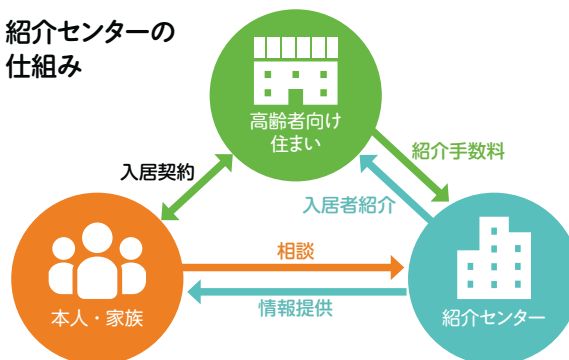 紹介センターの
仕組み
高齢者向け
住まい
紹介手数料
入居契約
入居者紹介
相談
情報提供
本人・家族
紹介センター